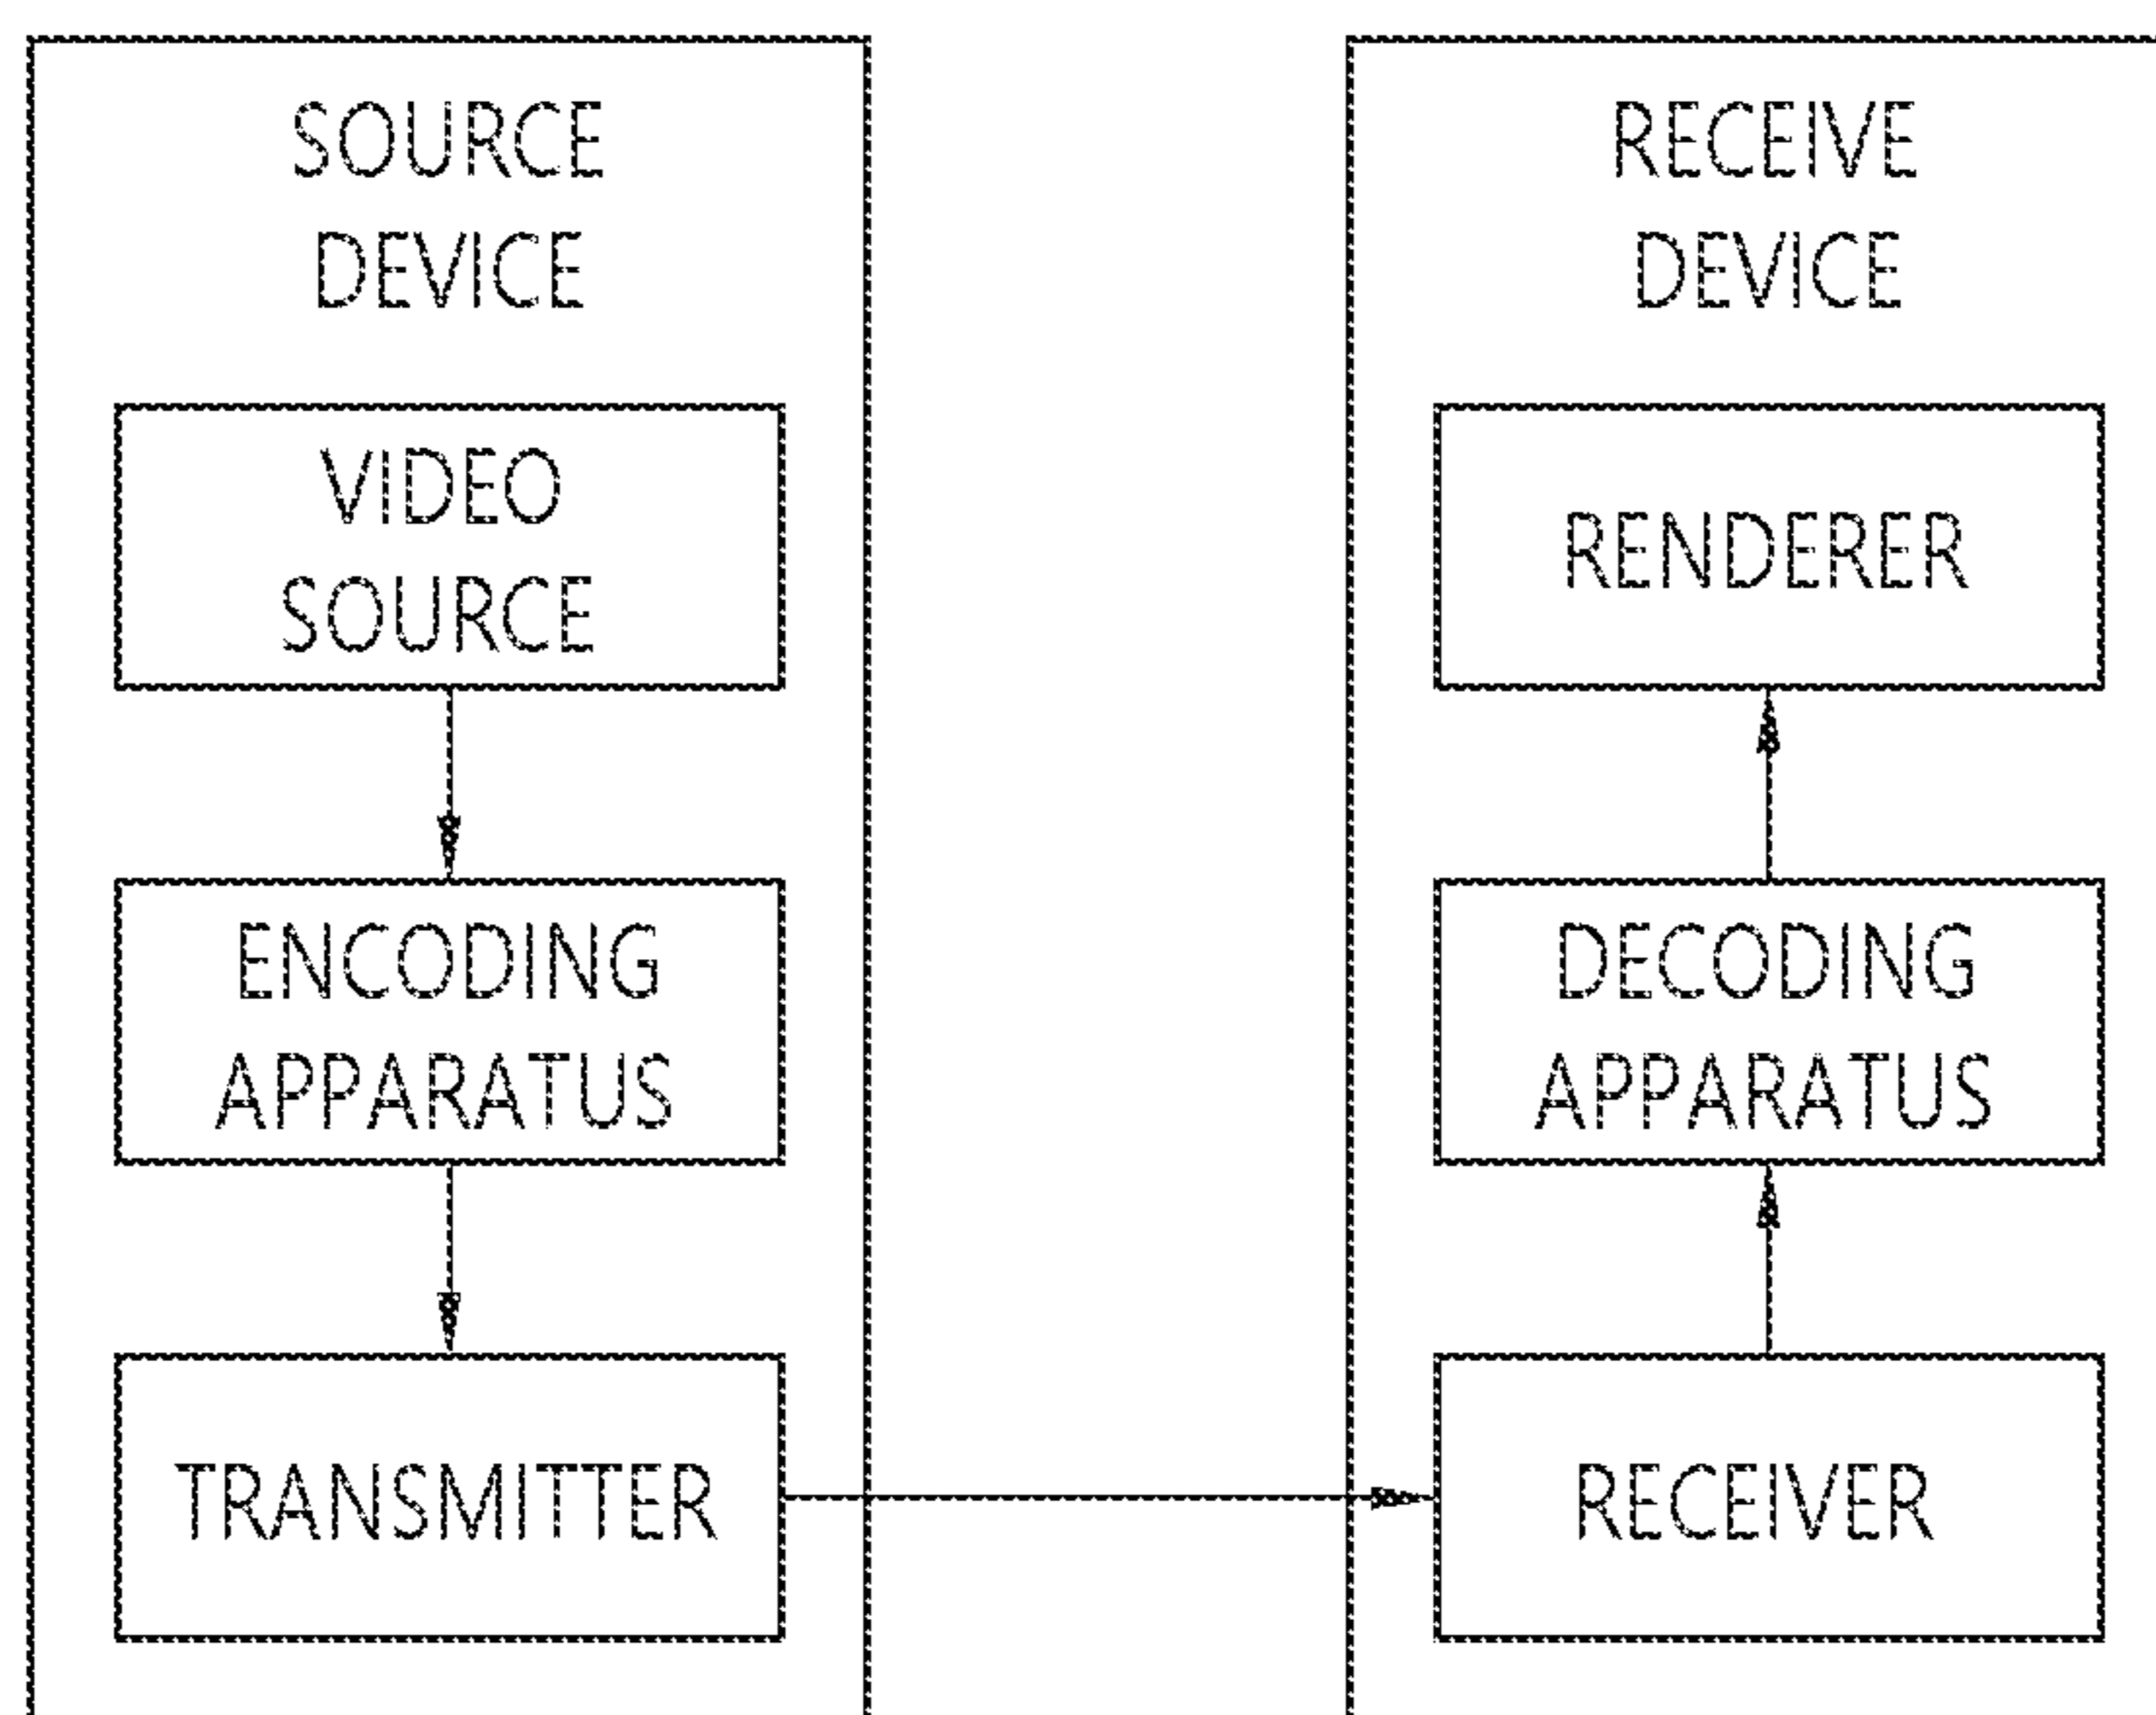 SOURCE
DEVICE
VIDEO
SOURCE
ENCODING
APPARATUS
TRANSMITTER
RECEIVE
DEVICE
RENDERER
DECODING
APPARATUS
RECEIVER